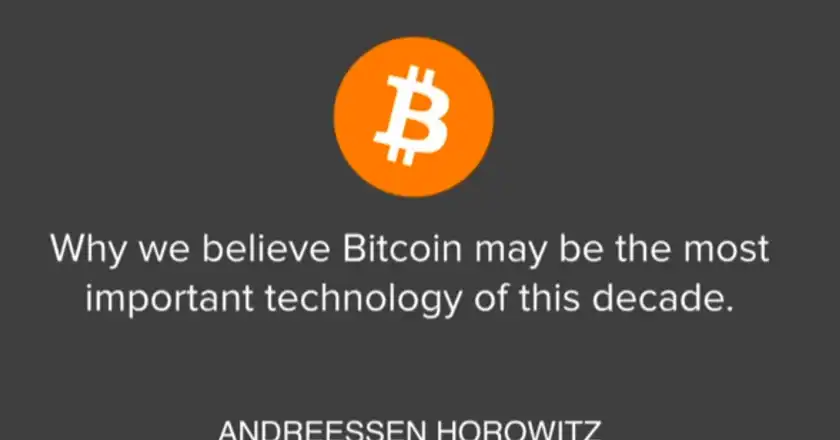 Why we believe Bitcoin may be the most
important technology of this decade.
ANDREESSEN HOROWITZ